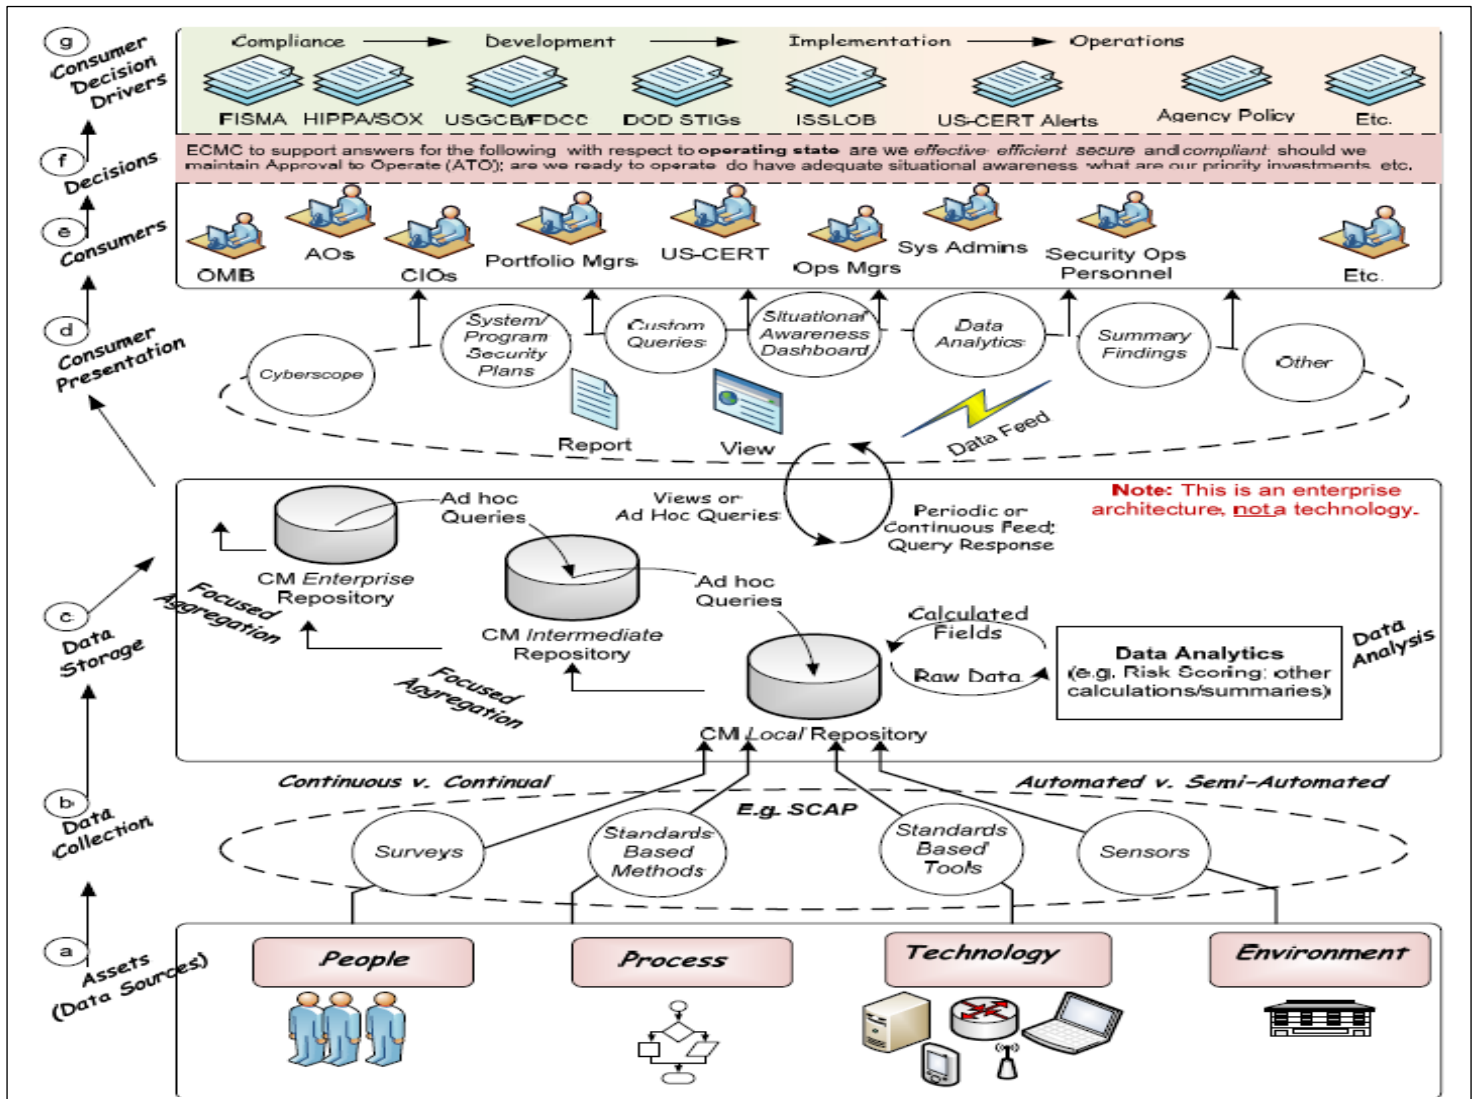 g
Consumer
Decision
Drivers
Compliance
Development
Implementation
Operations
FISMA
HIPPA/SOX
USGCB/FDCC
DOD STIGs
ISSLOB
US-CERT Alerts
Agency Policy
Etc.
f
Decisions
ECMC to support answers for the following with respect to operating state are we effective efficient secure and compliant should we
maintain Approval to Operate (ATO); are we ready to operate do have adequate situational awareness what are our priority investments, etc.
e
Consumers
OMB
AOs
CIOs
Portfolio Mgrs.
US-CERT
Ops Mgrs
Sys Admins
Security Ops
Personnel
Etc.
d
Consumer
Presentation
Cyberscope
System/
Program
Security
Plans
Custom
Queries
Situational
Awareness
Dashboard
Data
Analytics
Summary
Findings
Other
Report
View
Data Feed
Note: This is an enterprise
architecture, not a technology.
Ad hoc
Queries
Views or
Ad Hoc Queries
Periodic or
Continuous Feed;
Query Response
CM Enterprise
Repository
Focused
Aggregation
CM Intermediate
Repository
Ad hoc
Queries
Focused
Aggregation
c
Data
Storage
Calculated
Fields
Raw Data
Data Analytics
(e.g. Risk Scoring; other
calculations/summaries)
Data
Analysis
CM Local Repository
b
Data
Collection
Continuous v. Continual
Automated v. Semi-Automated
E.g. SCAP
Surveys
Standards
Based
Methods
Standards
Based
Tools
Sensors
a
Assets
(Data Sources)
People
Process
Technology
Environment